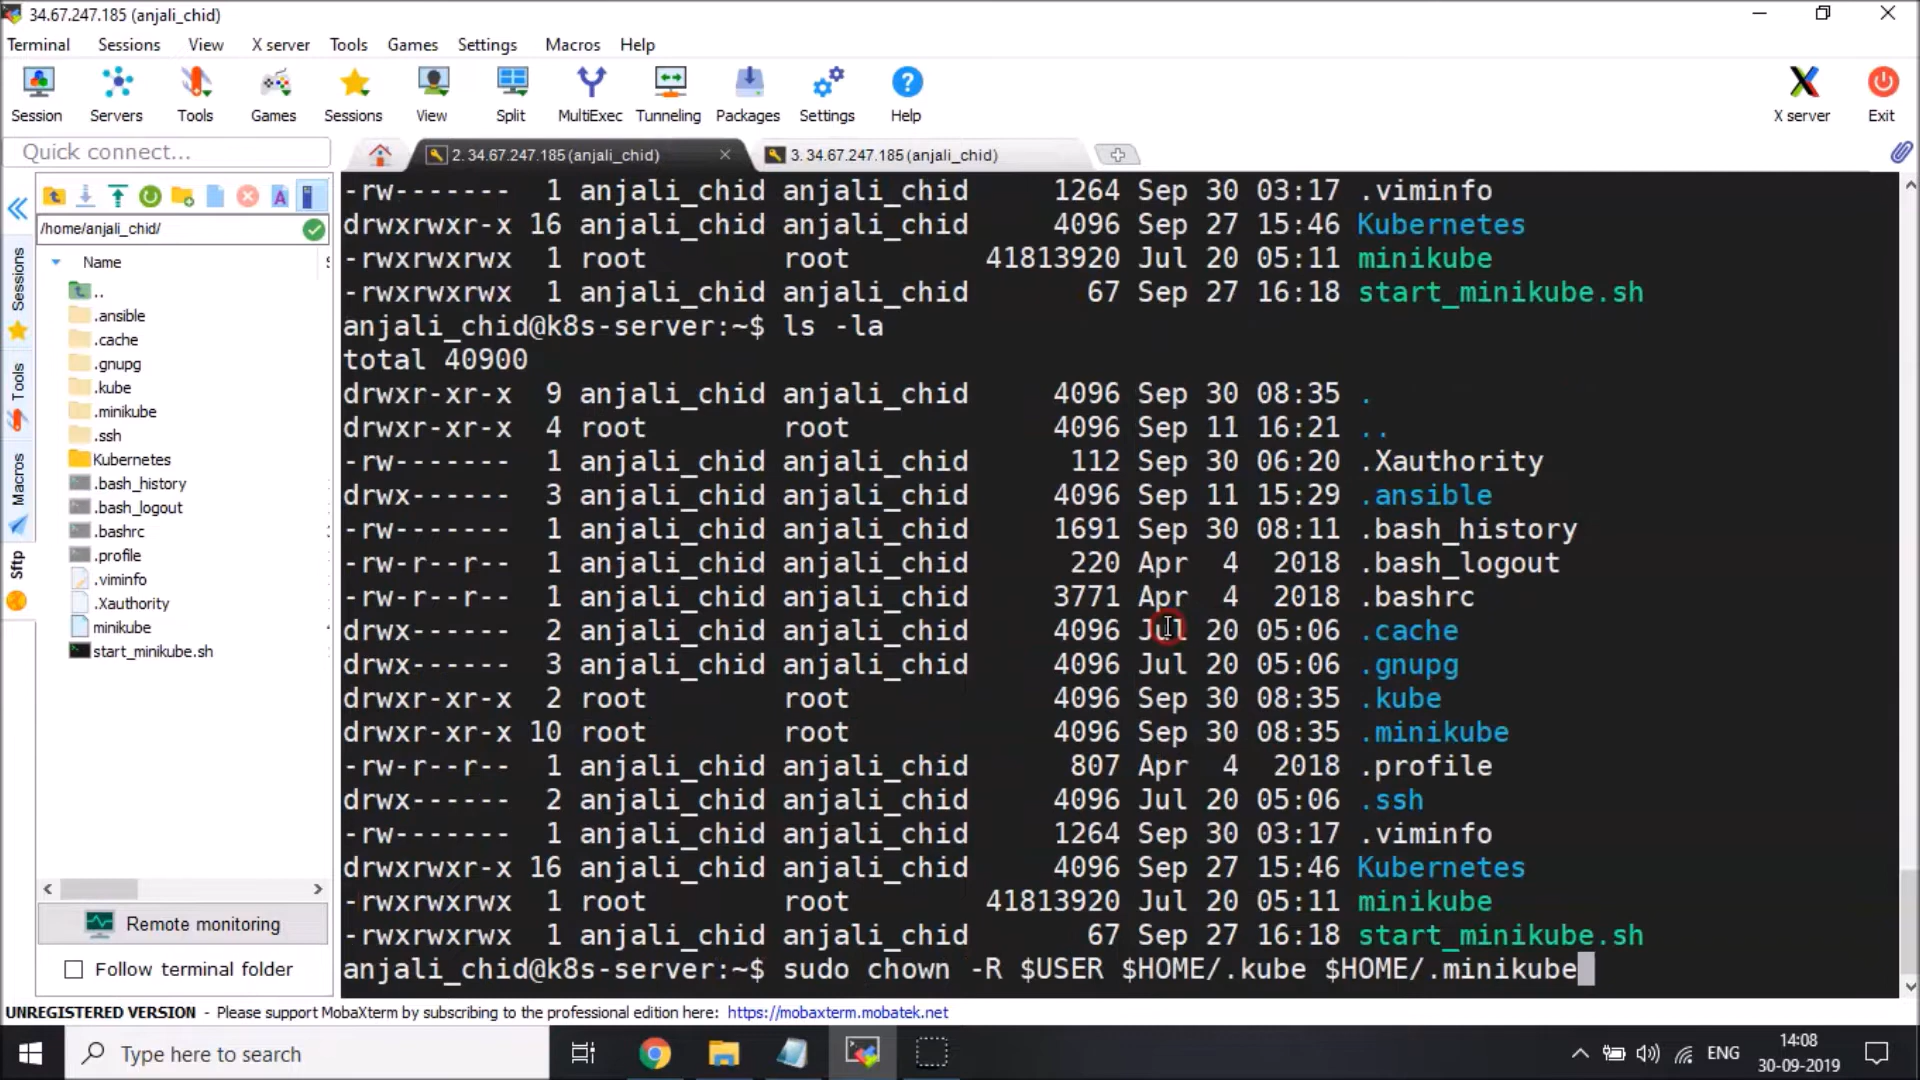 34.67.247.185 (anjali_chid)
Terminal Sessions View X server Tools Games Settings Macros Help
Session Servers Tools Games Sessions View Split MultiExec Tunneling Packages Settings Help X server Exit
Quick connect...
2. 34.67.247.185 (anjali_chid)
3. 34.67.247.185 (anjali_chid)
/home/anjali_chid/
Name
..
.ansible
.cache
.gnupg
.kube
.minikube
.ssh
Kubernetes
.bash_history
.bash_logout
.bashrc
.profile
.viminfo
.Xauthority
minikube
start_minikube.sh
Sessions
Tools
Macros
Sftp
Remote monitoring
Follow terminal folder
-rw------- 1 anjali_chid anjali_chid 1264 Sep 30 03:17 .viminfo
drwxrwxr-x 16 anjali_chid anjali_chid 4096 Sep 27 15:46 Kubernetes
-rwxrwxrwx 1 root root 41813920 Jul 20 05:11 minikube
-rwxrwxrwx 1 anjali_chid anjali_chid 67 Sep 27 16:18 start_minikube.sh
anjali_chid@k8s-server:~$ ls -la
total 40900
drwxr-xr-x 9 anjali_chid anjali_chid 4096 Sep 30 08:35 .
drwxr-xr-x 4 root root 4096 Sep 11 16:21 ..
-rw------- 1 anjali_chid anjali_chid 112 Sep 30 06:20 .Xauthority
drwx------ 3 anjali_chid anjali_chid 4096 Sep 11 15:29 .ansible
-rw------- 1 anjali_chid anjali_chid 1691 Sep 30 08:11 .bash_history
-rw-r--r-- 1 anjali_chid anjali_chid 220 Apr 4 2018 .bash_logout
-rw-r--r-- 1 anjali_chid anjali_chid 3771 Apr 4 2018 .bashrc
drwx------ 2 anjali_chid anjali_chid 4096 Jul 20 05:06 .cache
drwx------ 3 anjali_chid anjali_chid 4096 Jul 20 05:06 .gnupg
drwxr-xr-x 2 root root 4096 Sep 30 08:35 .kube
drwxr-xr-x 10 root root 4096 Sep 30 08:35 .minikube
-rw-r--r-- 1 anjali_chid anjali_chid 807 Apr 4 2018 .profile
drwx------ 2 anjali_chid anjali_chid 4096 Jul 20 05:06 .ssh
-rw------- 1 anjali_chid anjali_chid 1264 Sep 30 03:17 .viminfo
drwxrwxr-x 16 anjali_chid anjali_chid 4096 Sep 27 15:46 Kubernetes
-rwxrwxrwx 1 root root 41813920 Jul 20 05:11 minikube
-rwxrwxrwx 1 anjali_chid anjali_chid 67 Sep 27 16:18 start_minikube.sh
anjali_chid@k8s-server:~$ sudo chown -R $USER $HOME/.kube $HOME/.minikube
UNREGISTERED VERSION - Please support MobaXterm by subscribing to the professional edition here: https://mobaxterm.mobatek.net
Type here to search
ENG
14:08
30-09-2019